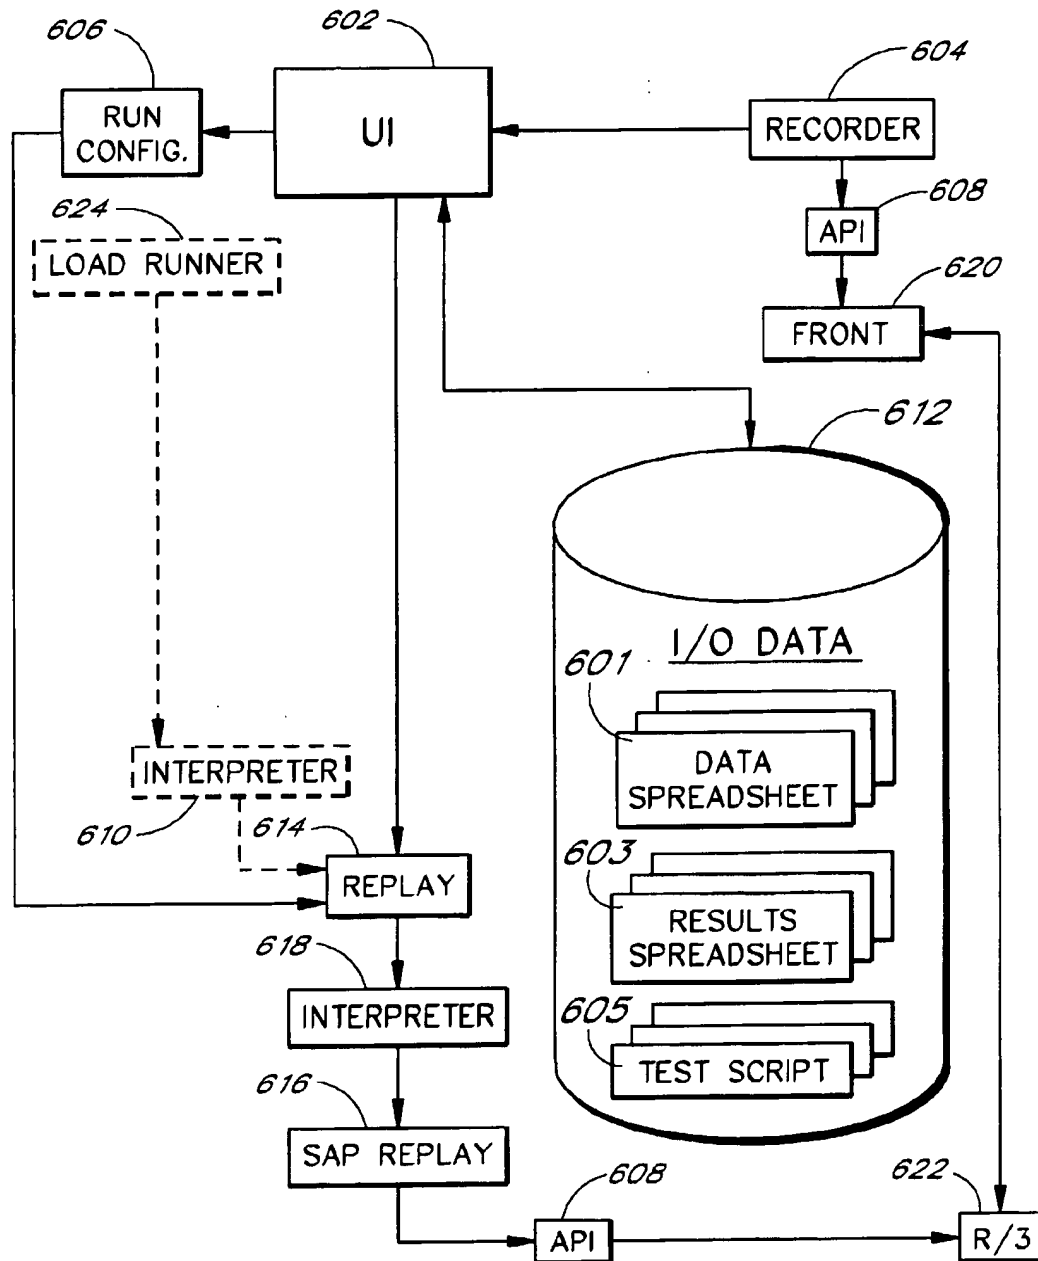 606
602
604
RUN
CONFIG.
UI
RECORDER
624
608
LOAD RUNNER
API
620
FRONT
612
I/O DATA
601
DATA
SPREADSHEET
INTERPRETER
610
614
603
REPLAY
RESULTS
SPREADSHEET
618
INTERPRETER
605
TEST SCRIPT
616
SAP REPLAY
608
622
API
R/3